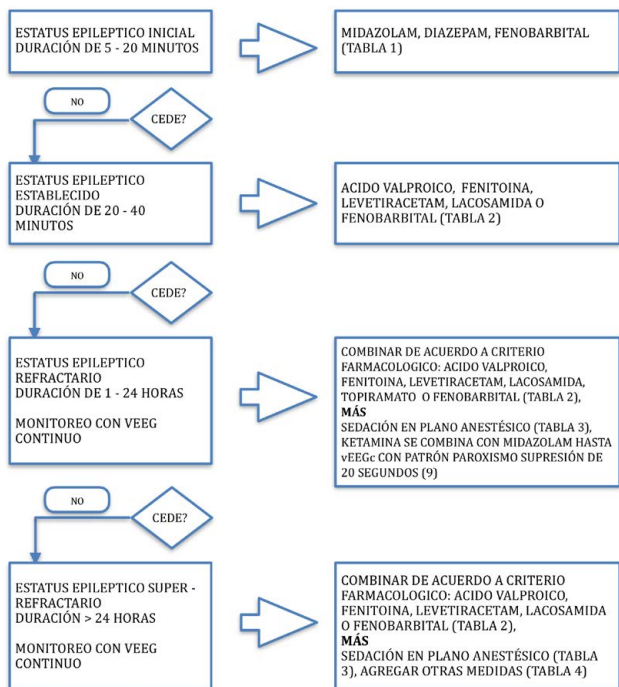 ESTATUS EPILEPTICO INICIAL
DURACIÓN DE 5 - 20 MINUTOS
MIDAZOLAM, DIAZEPAM, FENOBARBITAL
(TABLA 1)
NO
CEDE?
ESTATUS EPILEPTICO
ESTABLECIDO
DURACIÓN DE 20 - 40
MINUTOS
ACIDO VALPROICO, FENITOINA,
LEVETIRACETAM, LACOSAMIDA O
FENOBARBITAL (TABLA 2)
NO
CEDE?
ESTATUS EPILEPTICO
REFRACTARIO
DURACIÓN DE 1 - 24 HORAS
MONITOREO CON VEEG
CONTINUO
COMBINAR DE ACUERDO A CRITERIO
FARMACOLOGICO: ACIDO VALPROICO,
FENITOINA, LEVETIRACETAM, LACOSAMIDA,
TOPIRAMATO O FENOBARBITAL (TABLA 2),
MÁS
SEDACIÓN EN PLANO ANESTÉSICO (TABLA 3),
KETAMINA SE COMBINA CON MIDAZOLAM HASTA
vEEGc CON PATRÓN PAROXISMO SUPRESIÓN DE
20 SEGUNDOS (9)
NO
CEDE?
ESTATUS EPILEPTICO SUPER -
REFRACTARIO
DURACIÓN > 24 HORAS
MONITOREO CON VEEG
CONTINUO
COMBINAR DE ACUERDO A CRITERIO
FARMACOLOGICO: ACIDO VALPROICO,
FENITOINA, LEVETIRACETAM, LACOSAMIDA
O FENOBARBITAL (TABLA 2),
MÁS
SEDACIÓN EN PLANO ANESTÉSICO (TABLA
3), AGREGAR OTRAS MEDIDAS (TABLA 4)